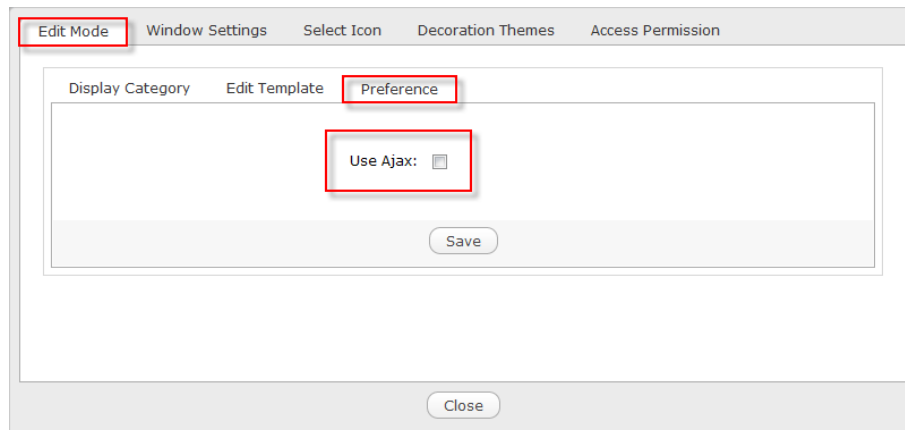 Edit Mode Window Settings Select Icon Decoration Themes Access Permission
Display Category Edit Template Preference
Use Ajax:
Save
Close